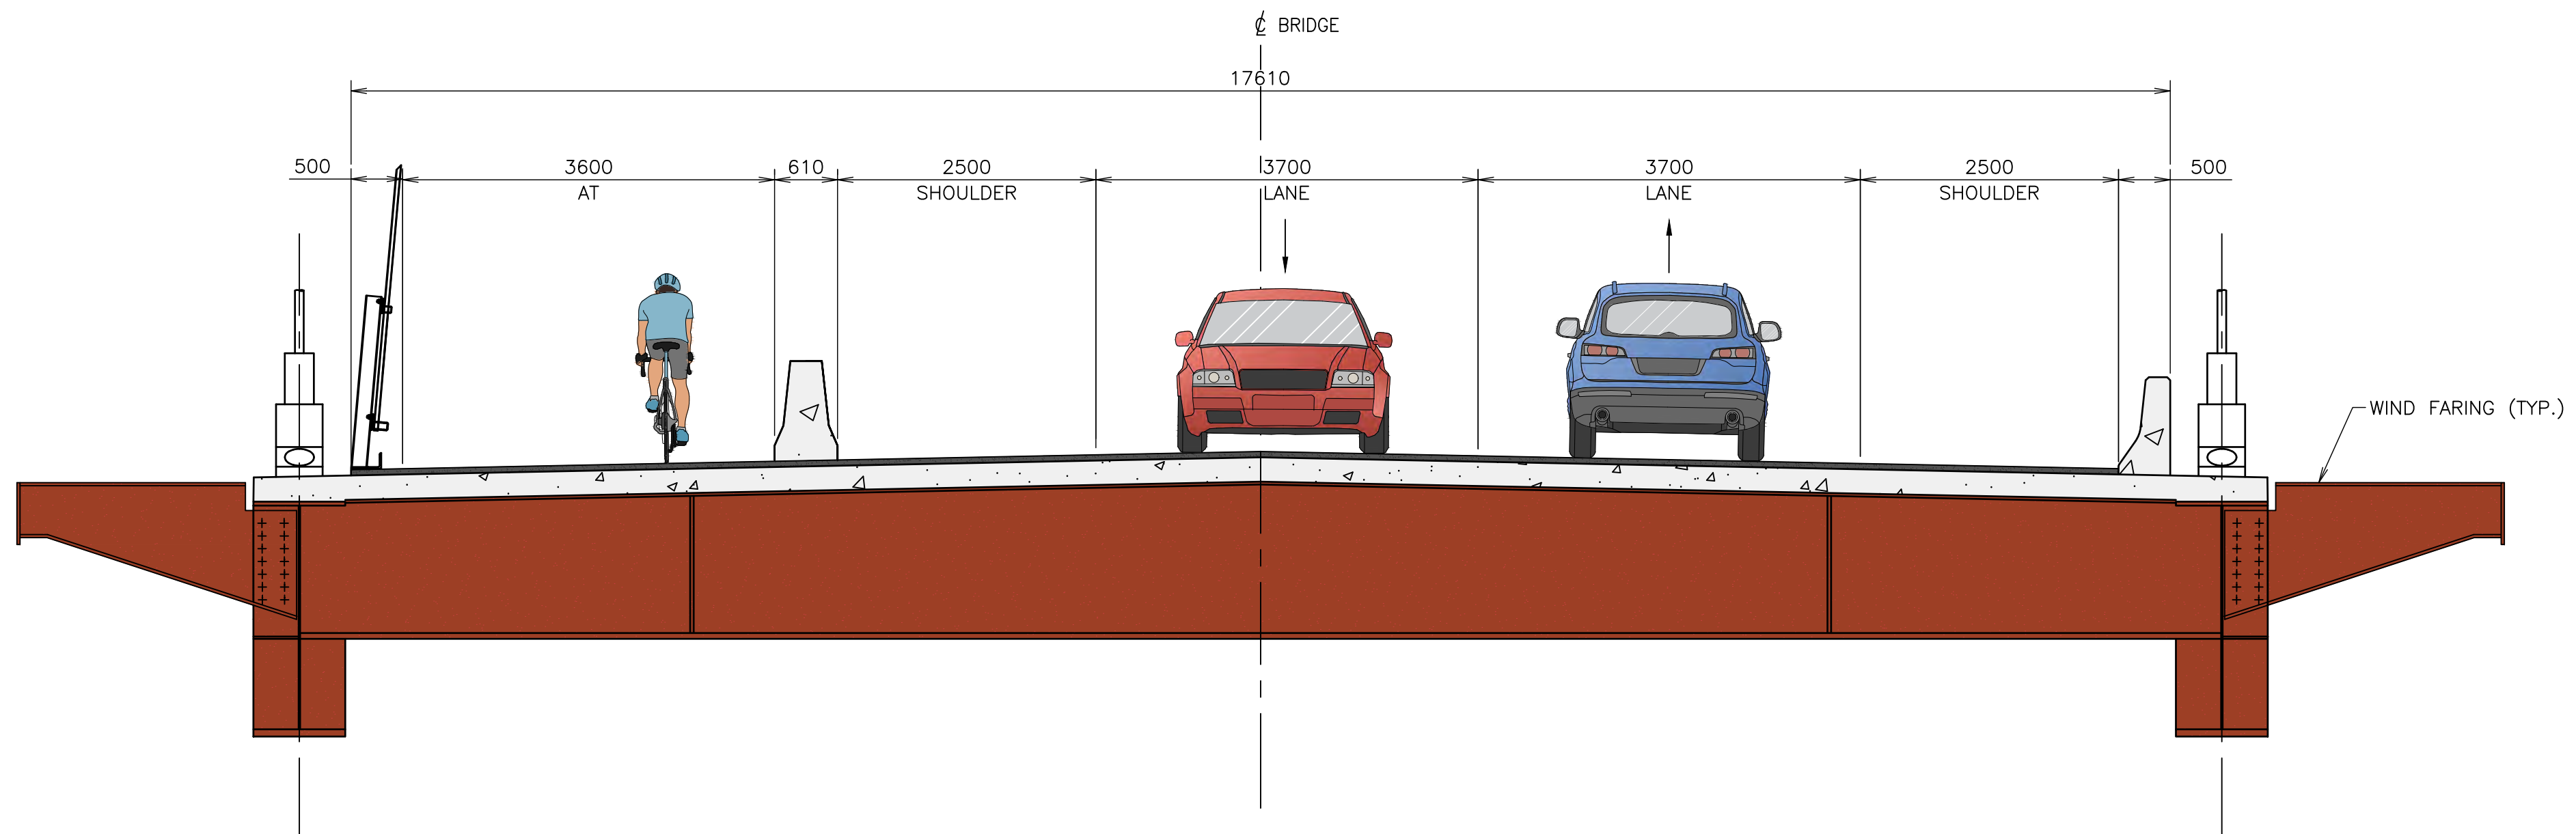 ℄ BRIDGE
17610
500 3600 610 2500 3700 3700 2500 500
AT SHOULDER LANE LANE SHOULDER
WIND FARING (TYP.)